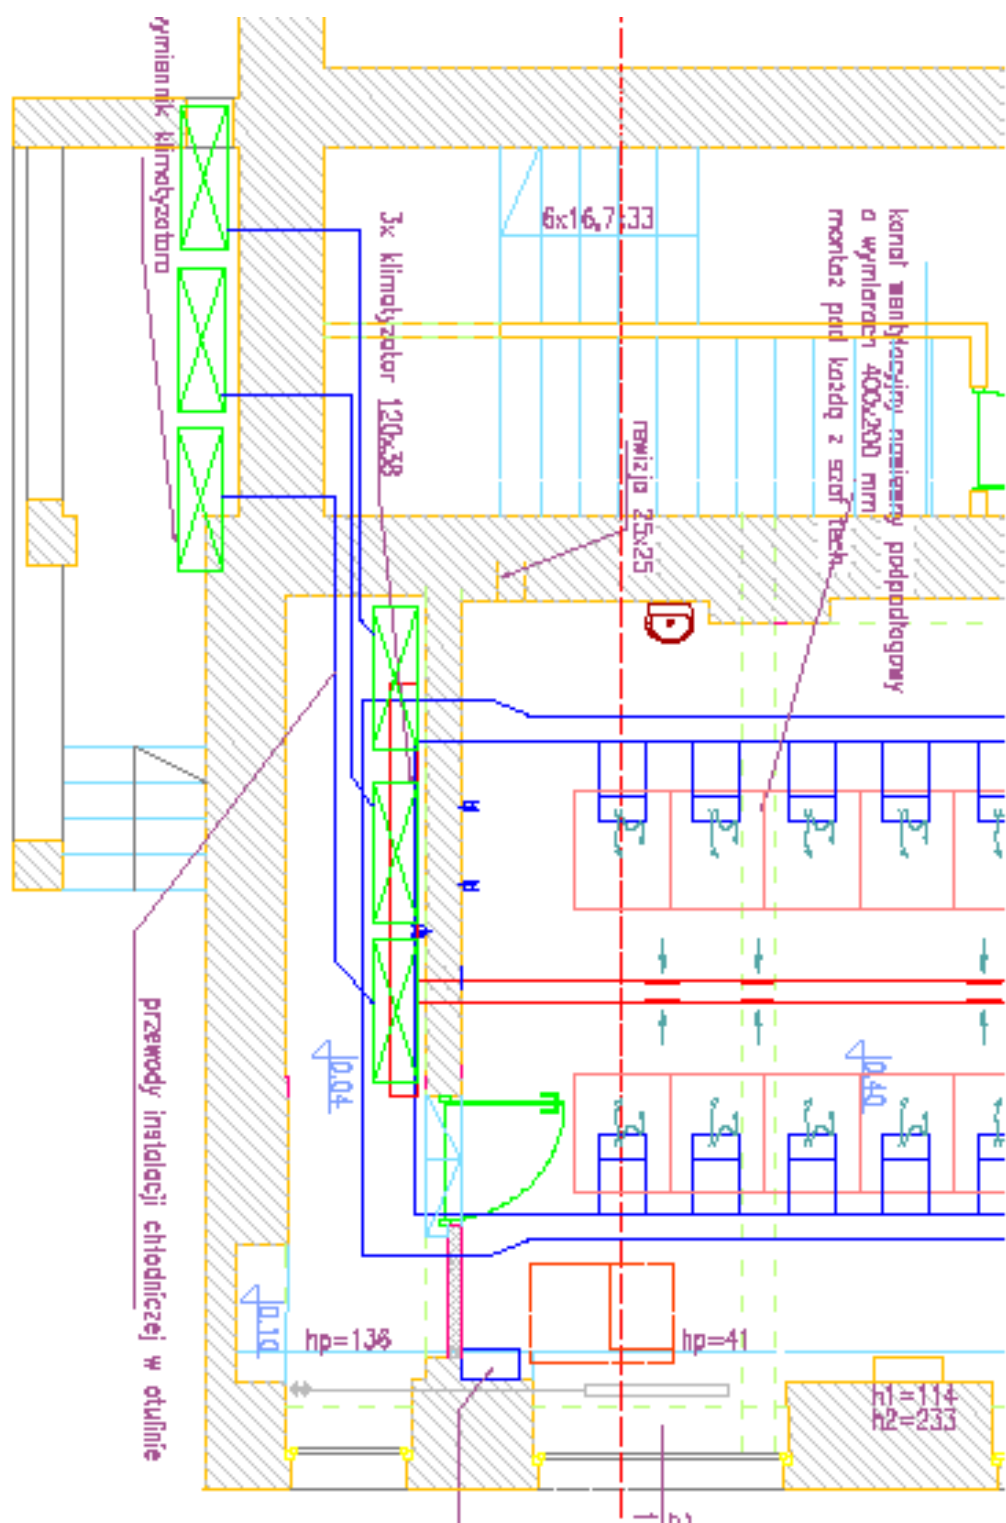 wymiennik klimatyzatora
3x klimatyzator 120x38
6x16,7:33
rewizja 25x25
kanał wentylacyjny nawiewny podpodłogowy
o wymiarach 400x200 mm
montaż pod każdą z szaf tech.
przewody instalacji chłodniczej w otulinie
0.04
0.40
0.10
hp=136
hp=41
h1=114
h2=233